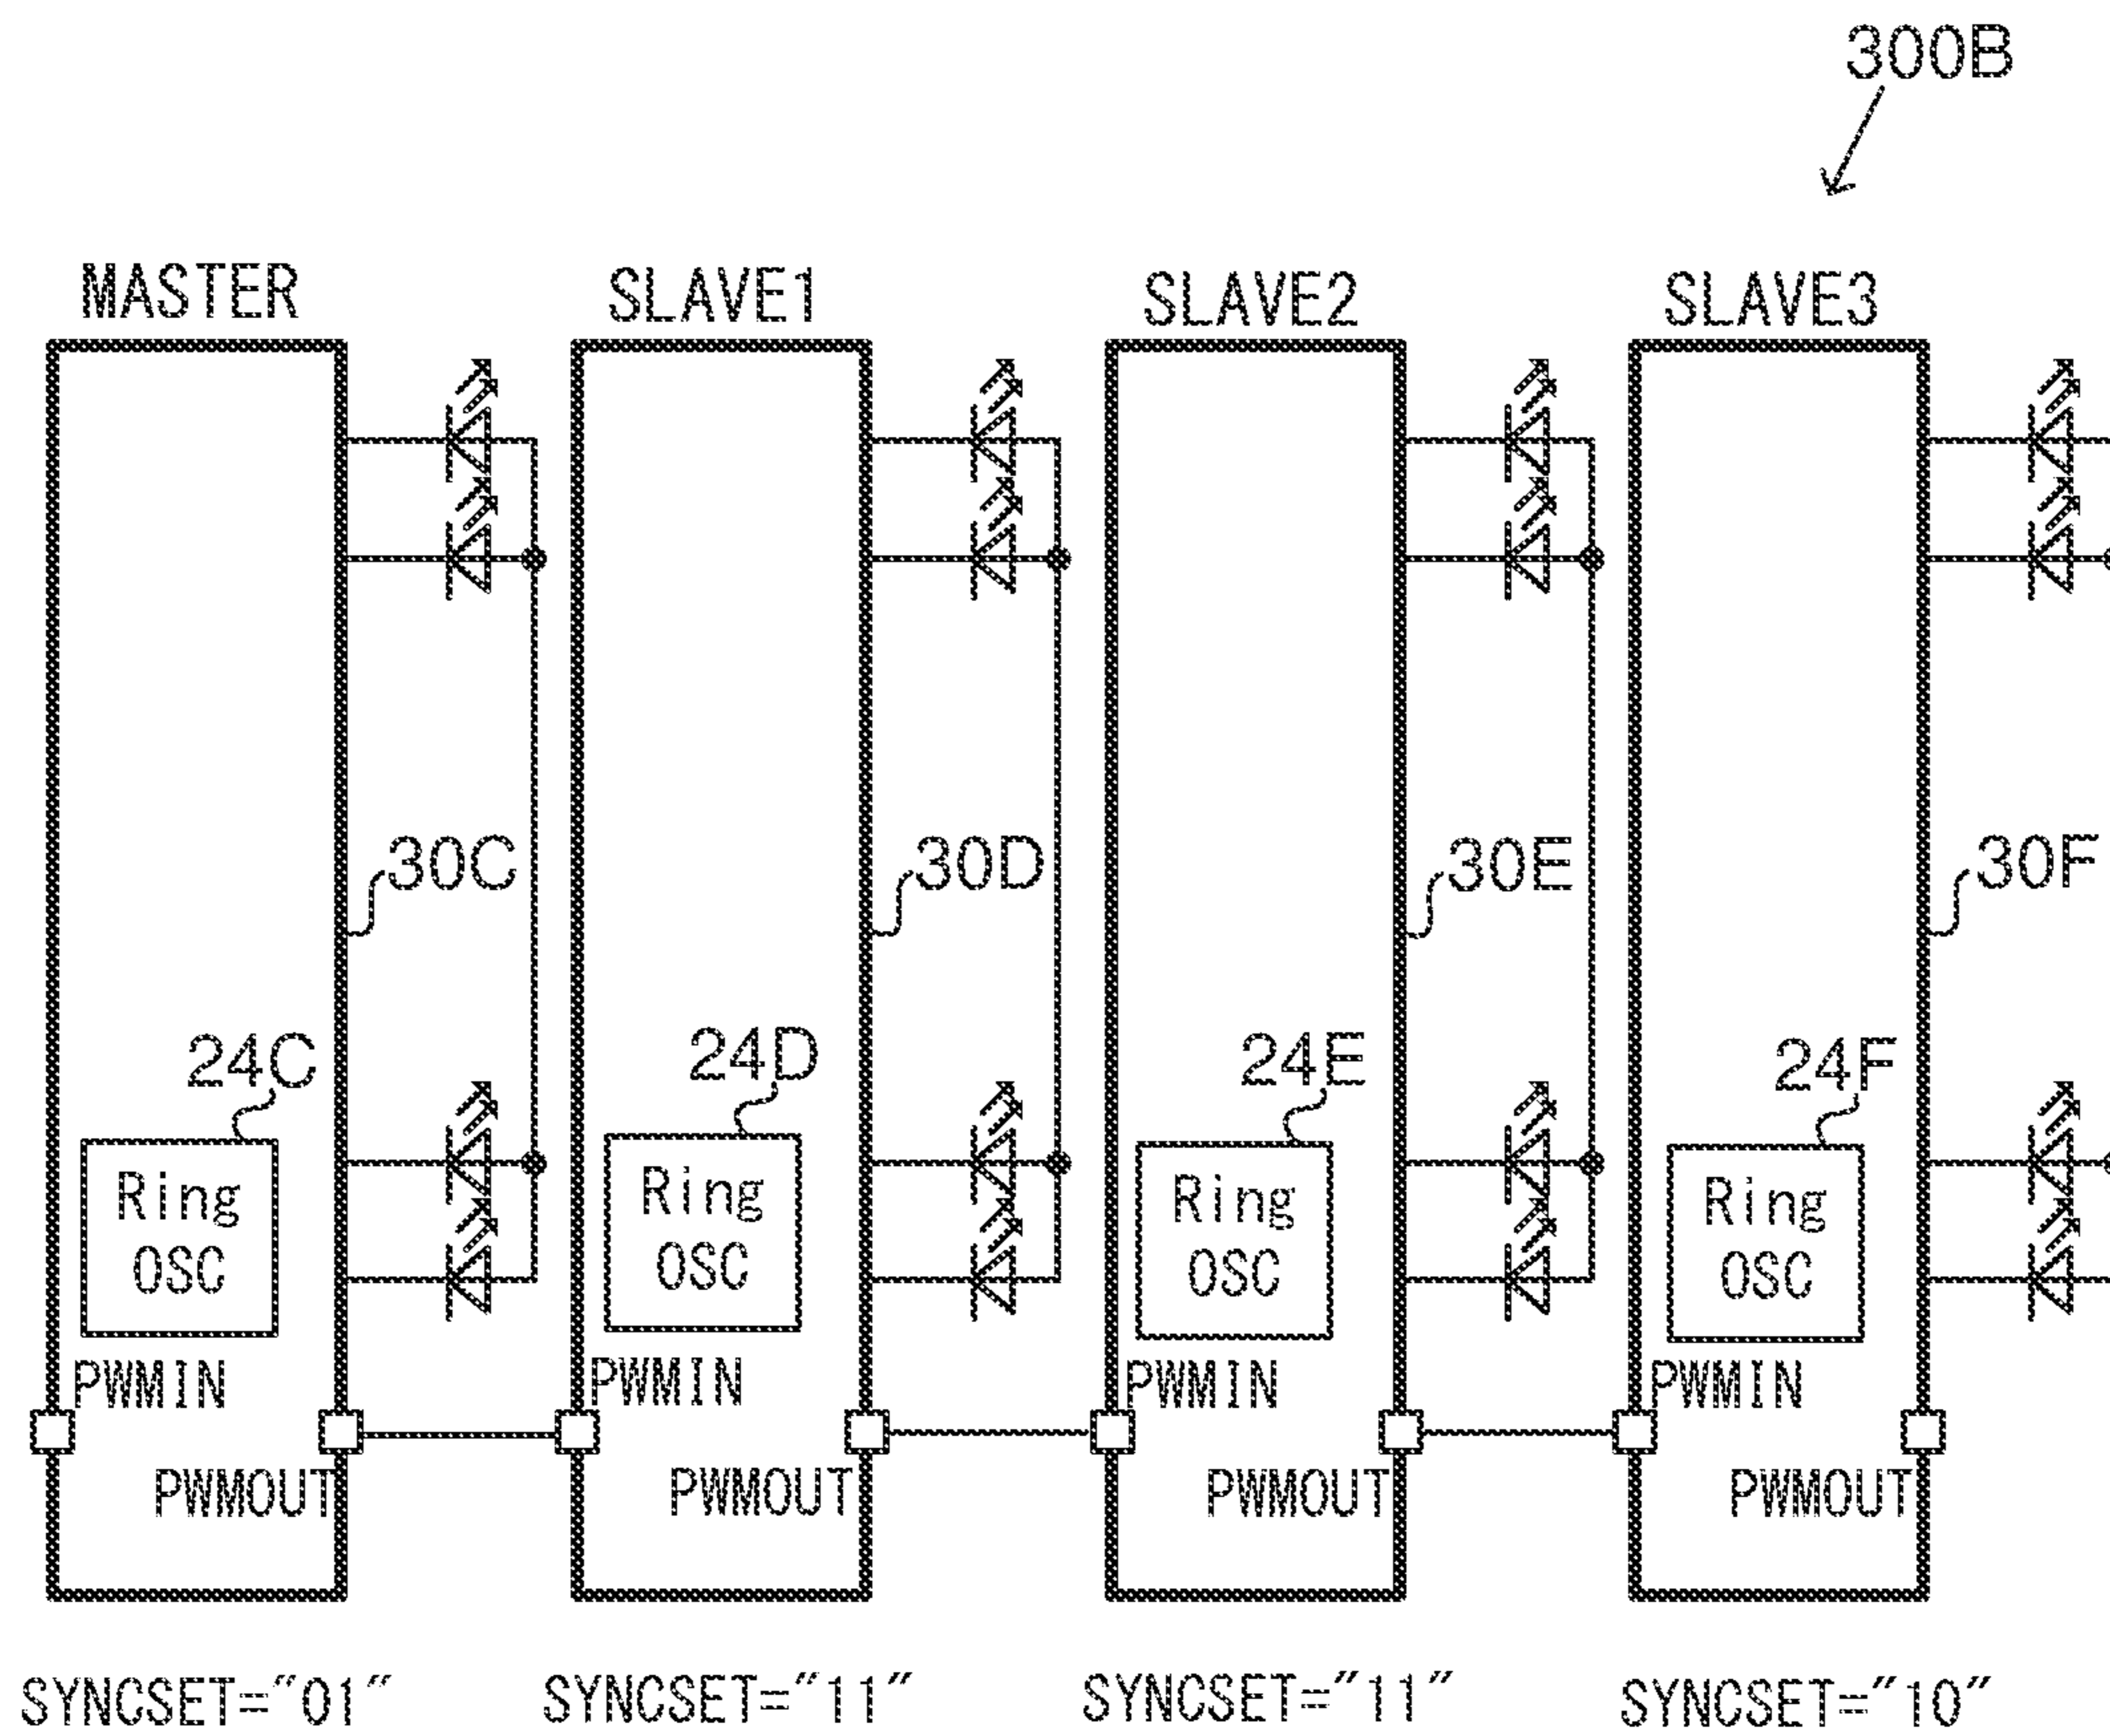 300B
MASTER
SLAVE1
SLAVE2
SLAVE3
30C
30D
30E
30F
24C
24D
24E
24F
Ring
OSC
Ring
OSC
Ring
OSC
Ring
OSC
PWMIN
PWMIN
PWMIN
PWMIN
PWMOUT
PWMOUT
PWMOUT
PWMOUT
SYNCSET="01"
SYNCSET="11"
SYNCSET="11"
SYNCSET="10"